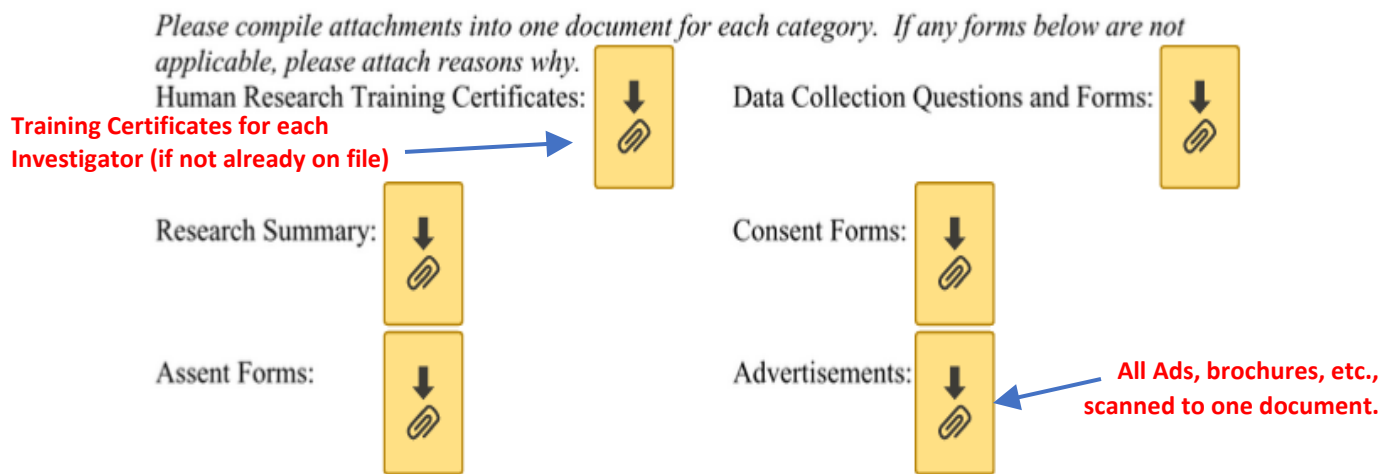 Please compile attachments into one document for each category.  If any forms below are not
applicable, please attach reasons why.
Human Research Training Certificates:
Data Collection Questions and Forms:
Training Certificates for each
Investigator (if not already on file)
Research Summary:
Consent Forms:
Assent Forms:
Advertisements:
All Ads, brochures, etc.,
scanned to one document.